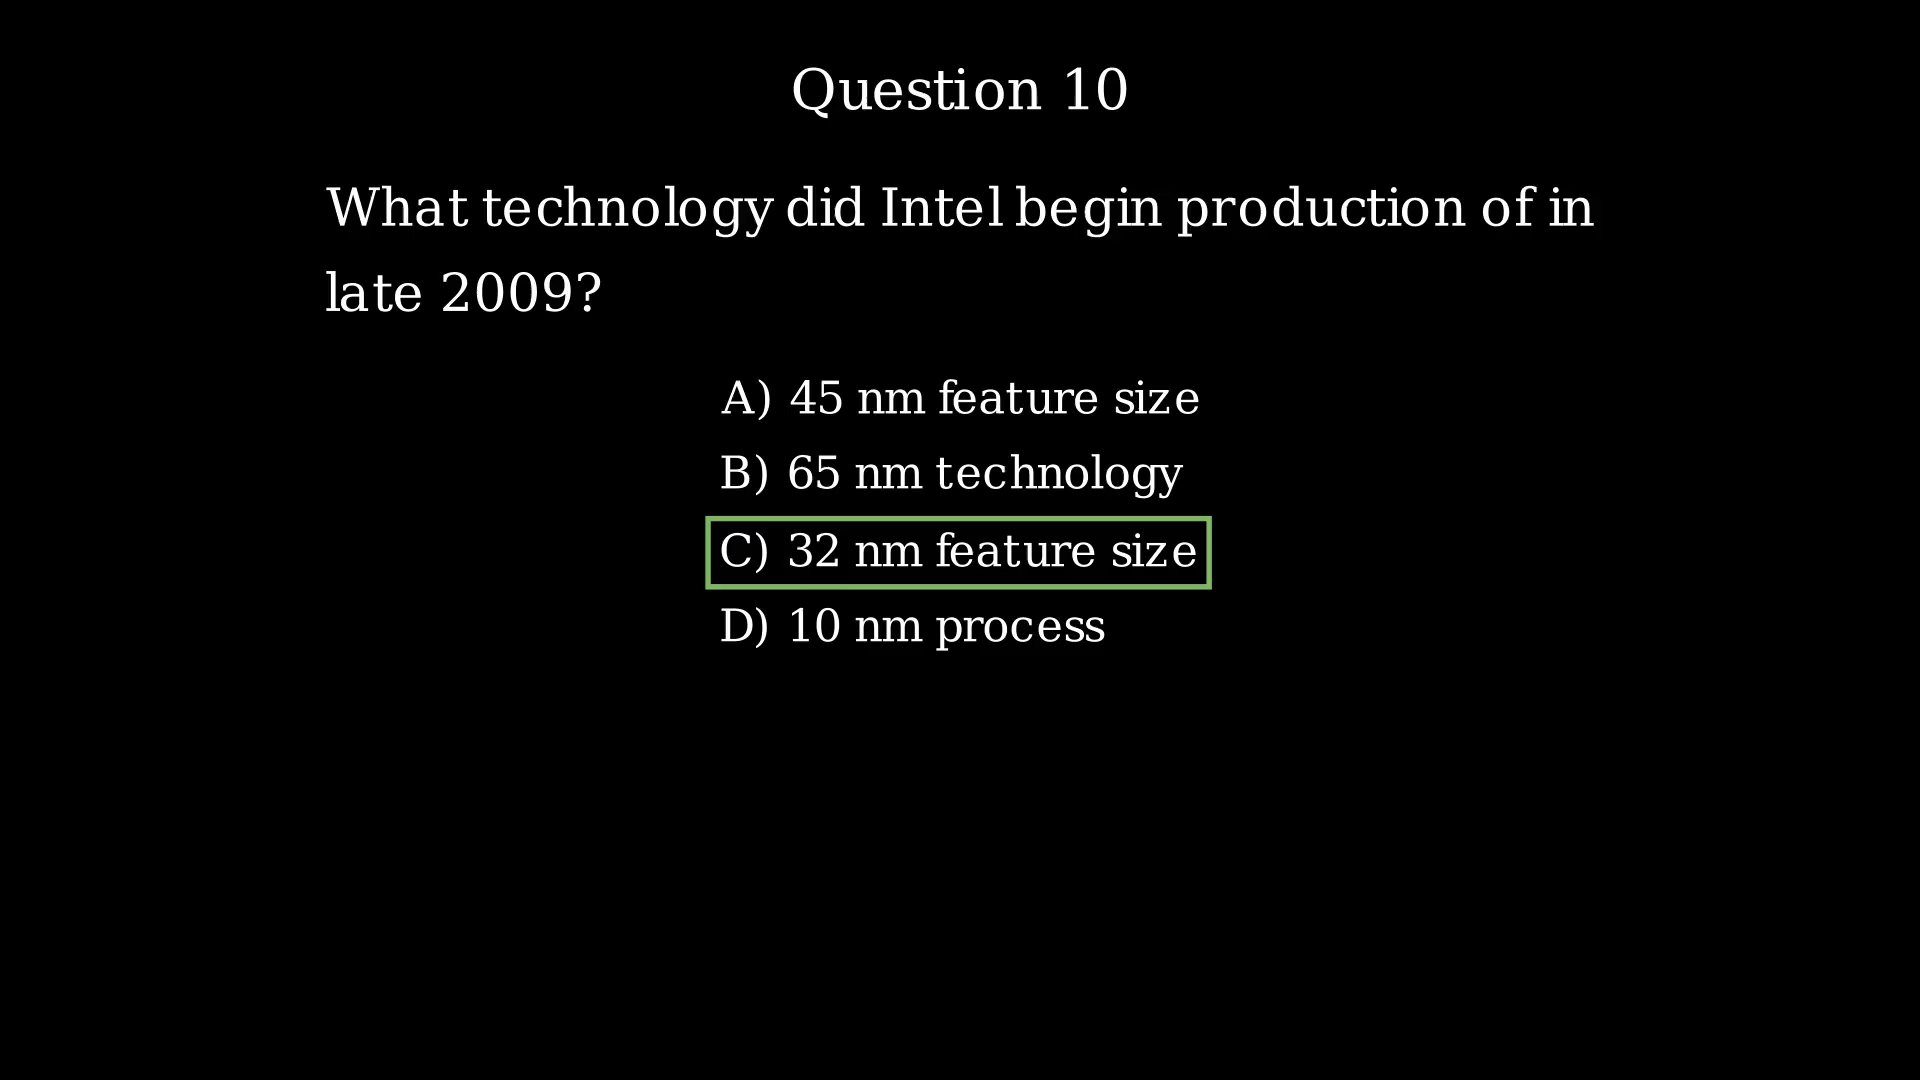 Question 10
What technology did Intel begin production of in
late 2009?
A) 45 nm feature size
B) 65 nm technology
C) 32 nm feature size
D) 10 nm process